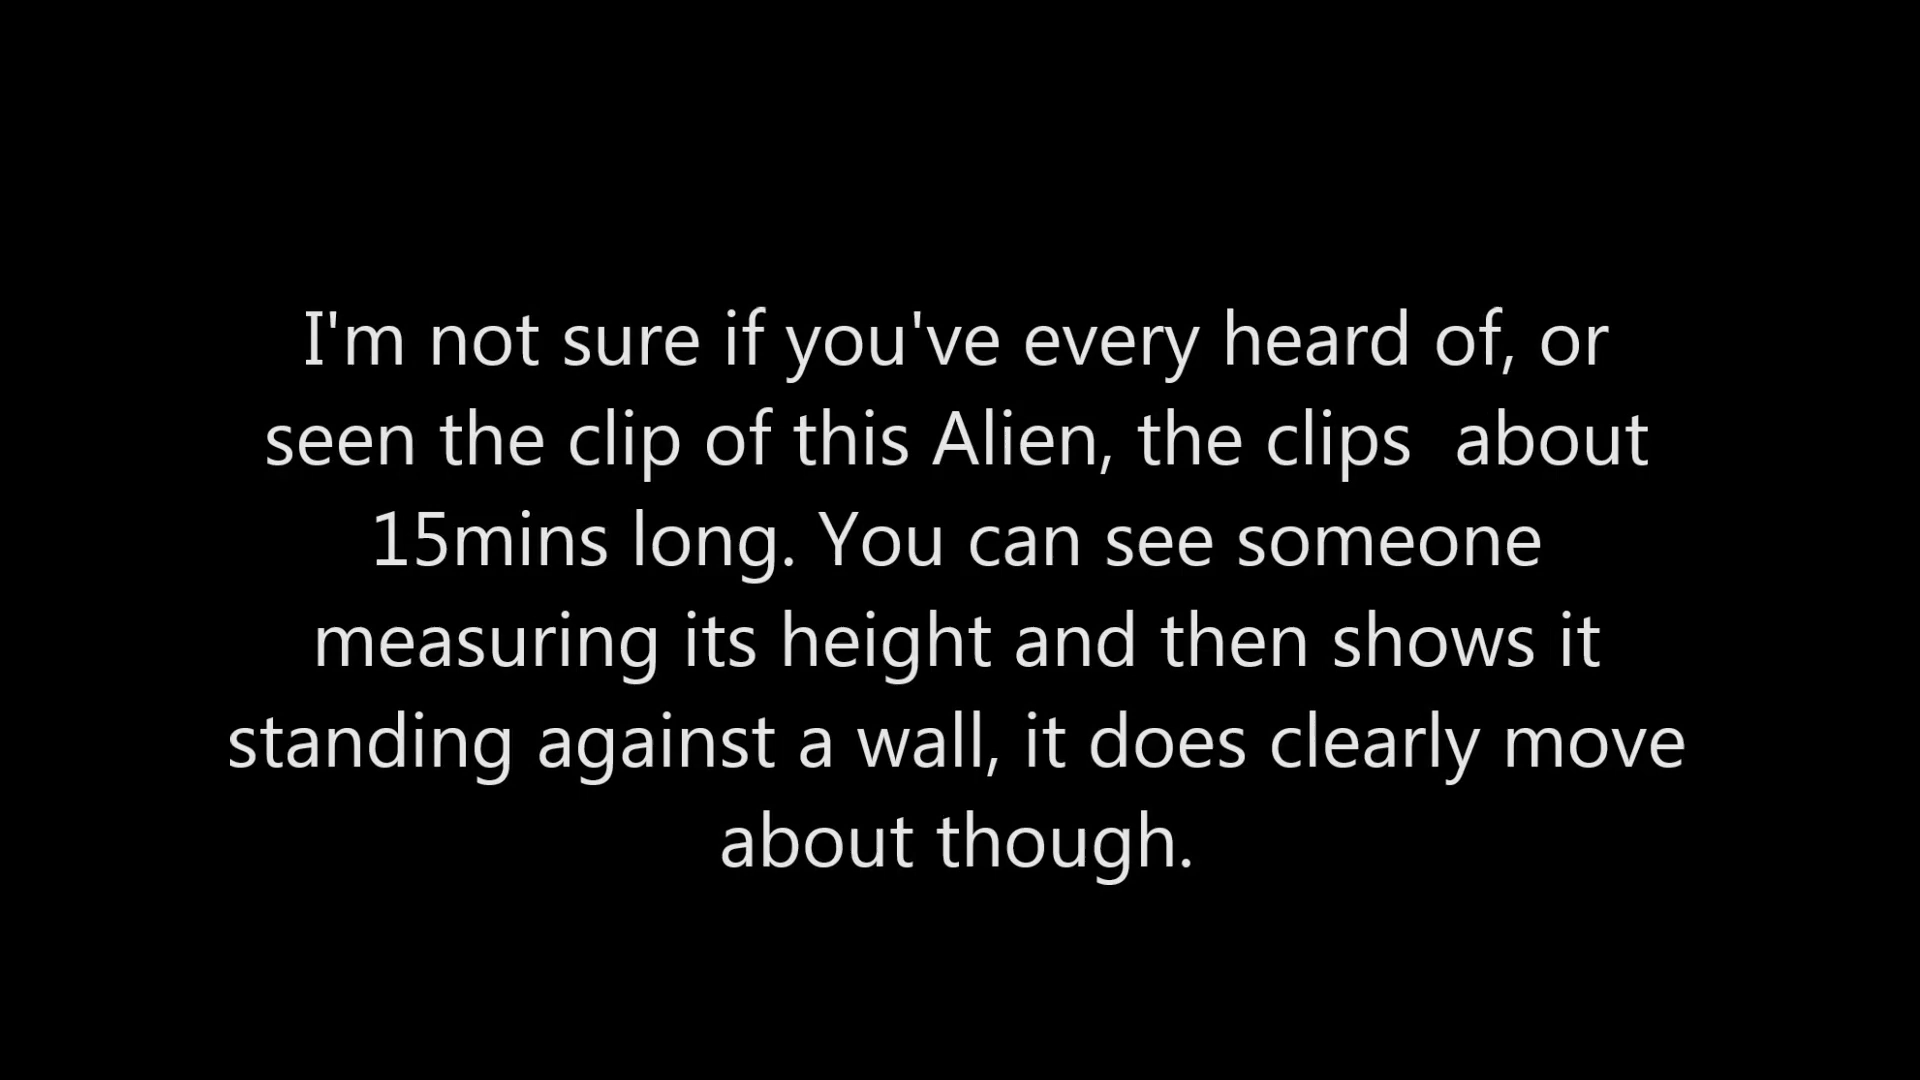 I'm not sure if you've every heard of, or
seen the clip of this Alien, the clips  about
15mins long. You can see someone
measuring its height and then shows it
standing against a wall, it does clearly move
about though.